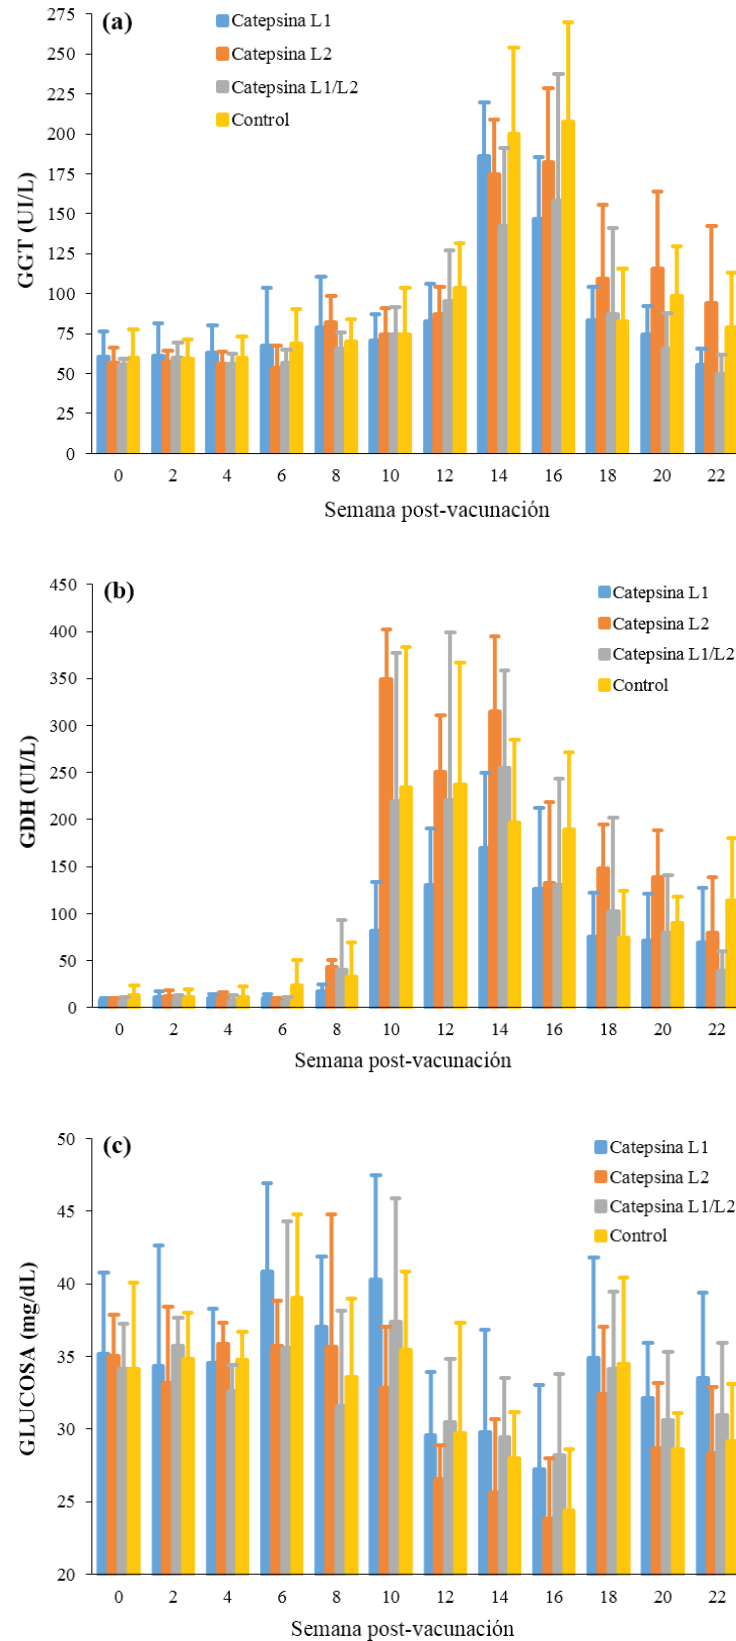 (a)
Catepsina L1
Catepsina L2
Catepsina L1/L2
Control
GGT (UI/L)
275
250
225
200
175
150
125
100
75
50
25
0
0 2 4 6 8 10 12 14 16 18 20 22
Semana post-vacunación
(b)
Catepsina L1
Catepsina L2
Catepsina L1/L2
Control
GDH (UI/L)
450
400
350
300
250
200
150
100
50
0
0 2 4 6 8 10 12 14 16 18 20 22
Semana post-vacunación
(c)
Catepsina L1
Catepsina L2
Catepsina L1/L2
Control
GLUCOSA (mg/dL)
50
45
40
35
30
25
20
0 2 4 6 8 10 12 14 16 18 20 22
Semana post-vacunación